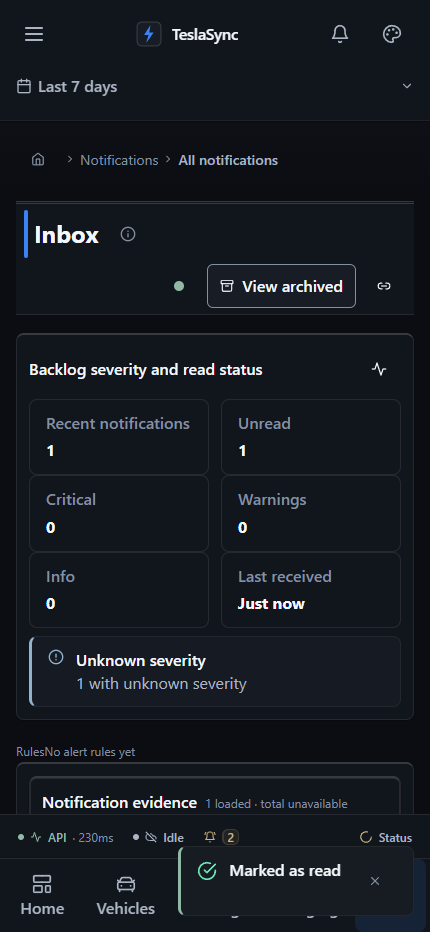 TeslaSync
Last 7 days
Notifications
All notifications
Inbox
View archived
Backlog severity and read status
Recent notifications
1
Unread
1
Critical
0
Warnings
0
Info
0
Last received
Just now
Unknown severity
1 with unknown severity
RulesNo alert rules yet
Notification evidence 1 loaded · total unavailable
API · 230ms
Idle
2
Status
Marked as read
Home
Vehicles